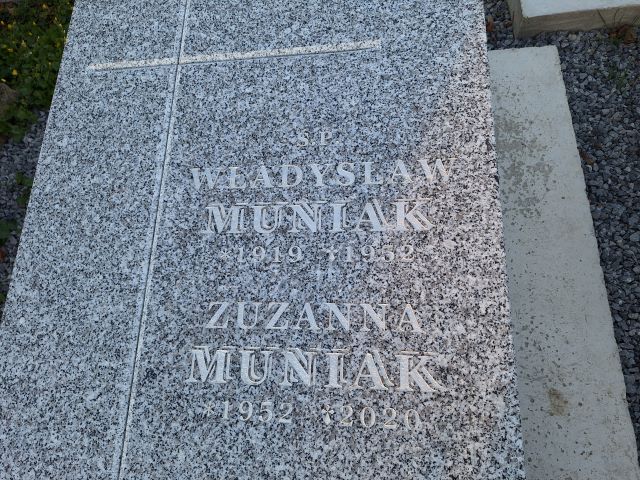 Ś.P.
WŁADYSŁAW
MUNIAK
*1919 †1952
ZUZANNA
MUNIAK
*1952 †2020